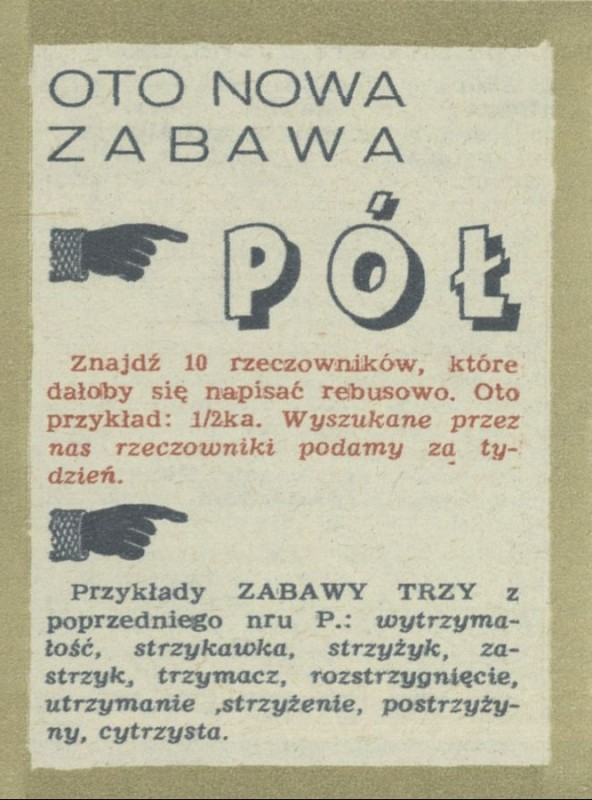 OTO NOWA
ZABAWA
PÓŁ
Znajdź 10 rzeczowników, które
dałoby się napisać rebusowo. Oto
przykład: 1/2ka. Wyszukane przez
nas rzeczowniki podamy za ty-
dzień.
Przykłady ZABAWY TRZY z
poprzedniego nru P.: wytrzyma-
łość, strzykawka, strzyżyk, za-
strzyk, trzymacz, rozstrzygnięcie,
utrzymanie ,strzyżenie, postrzyży-
ny, cytrzysta.